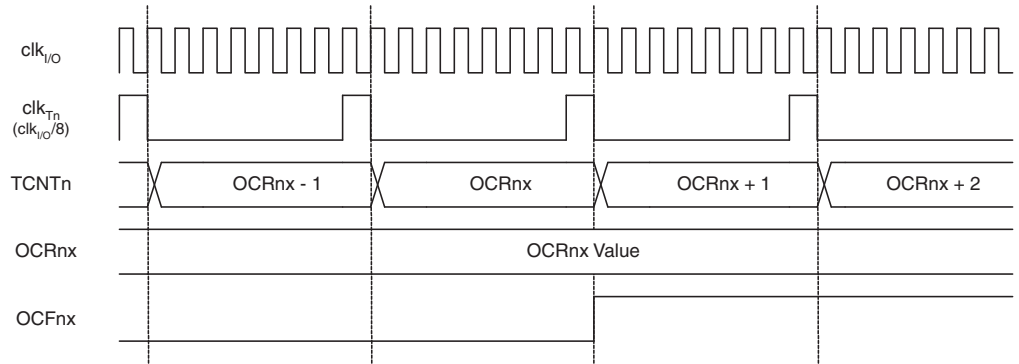 clkI/O
clkTn
(clkI/O/8)
TCNTn OCRnx - 1 OCRnx OCRnx + 1 OCRnx + 2
OCRnx OCRnx Value
OCFnx